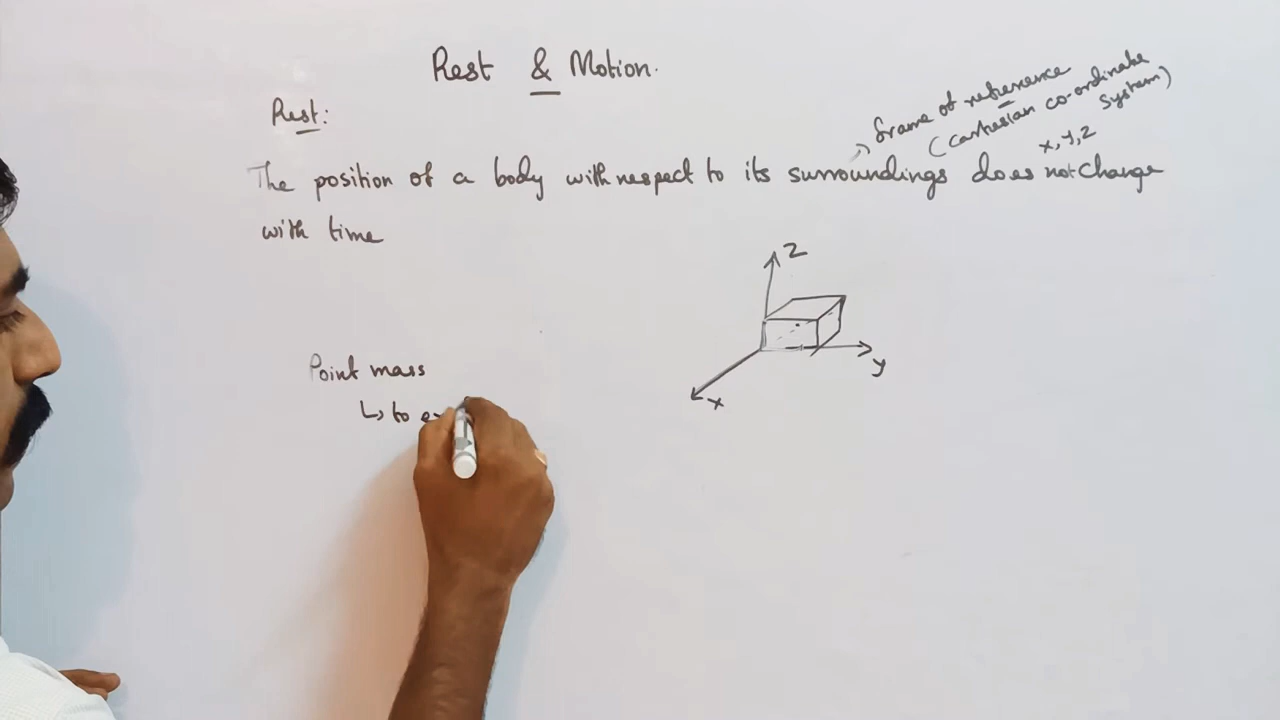 Rest & Motion.
Rest:
frame of reference
(Cartesian co-ordinate
System)
x, y, z
The position of a body with respect to its surroundings does not change
with time
Z
y
x
Point mass
to